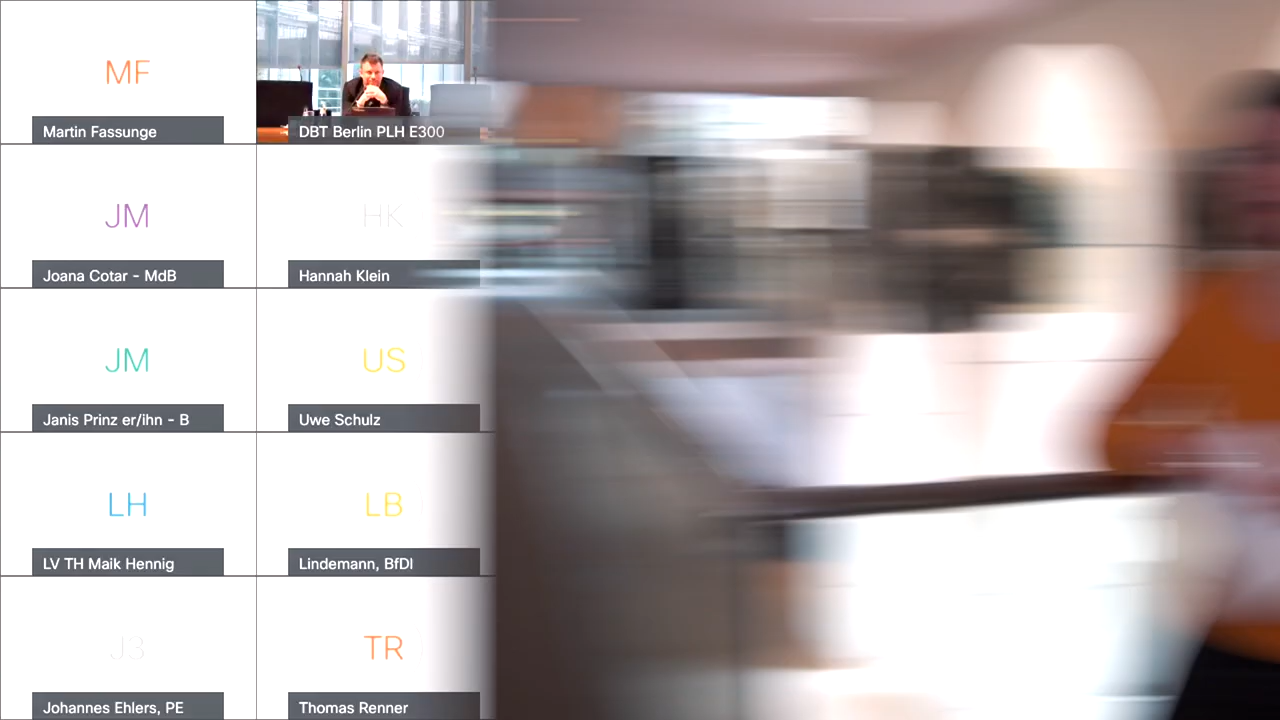 MF
Martin Fassunge
DBT Berlin PLH E300
JM
Joana Cotar - MdB
HK
Hannah Klein
JM
Janis Prinz er/ihn - B
US
Uwe Schulz
LH
LV TH Maik Hennig
LB
Lindemann, BfDI
J3
Johannes Ehlers, PE
TR
Thomas Renner